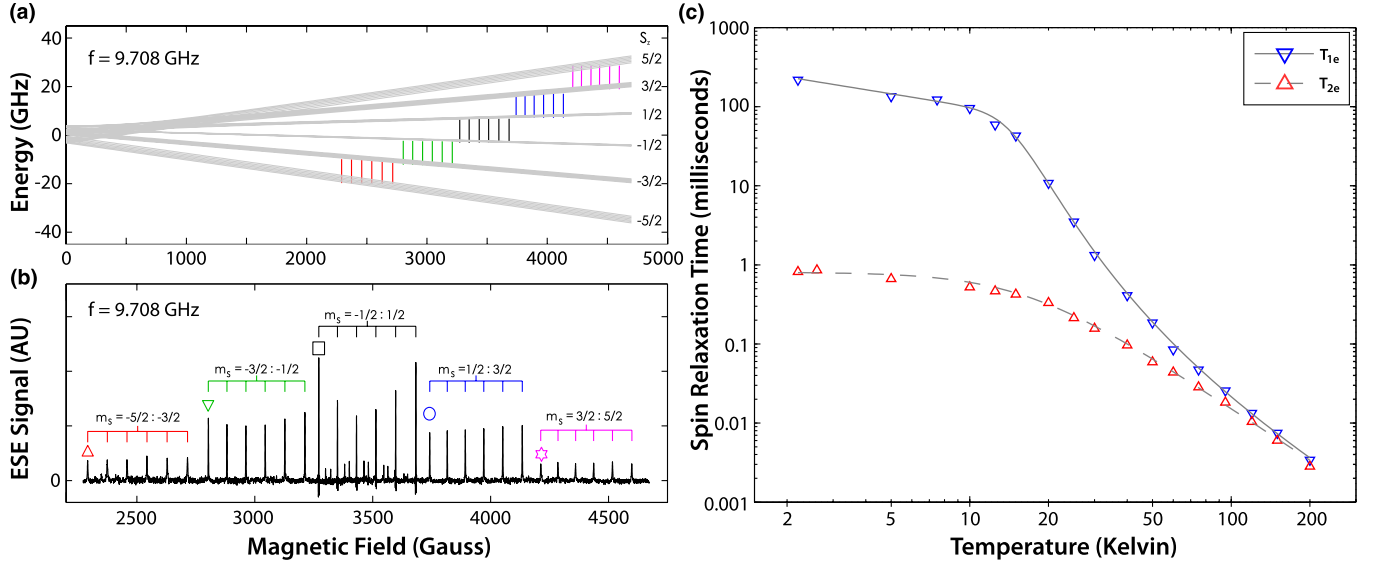 (a)
f = 9.708 GHz
Energy (GHz)
40
20
0
-20
-40
S_z
5/2
3/2
1/2
-1/2
-3/2
-5/2
0 1000 2000 3000 4000 5000
(b)
f = 9.708 GHz
ESE Signal (AU)
0
m_s = -1/2 : 1/2
m_s = -3/2 : -1/2
m_s =1/2 : 3/2
m_s = -5/2 : -3/2
m_s = 3/2 : 5/2
2500 3000 3500 4000 4500
Magnetic Field (Gauss)
(c)
Spin Relaxation Time (milliseconds)
1000
100
10
1
0.1
0.01
0.001
T_1e
T_2e
2 5 10 20 50 100 200
Temperature (Kelvin)